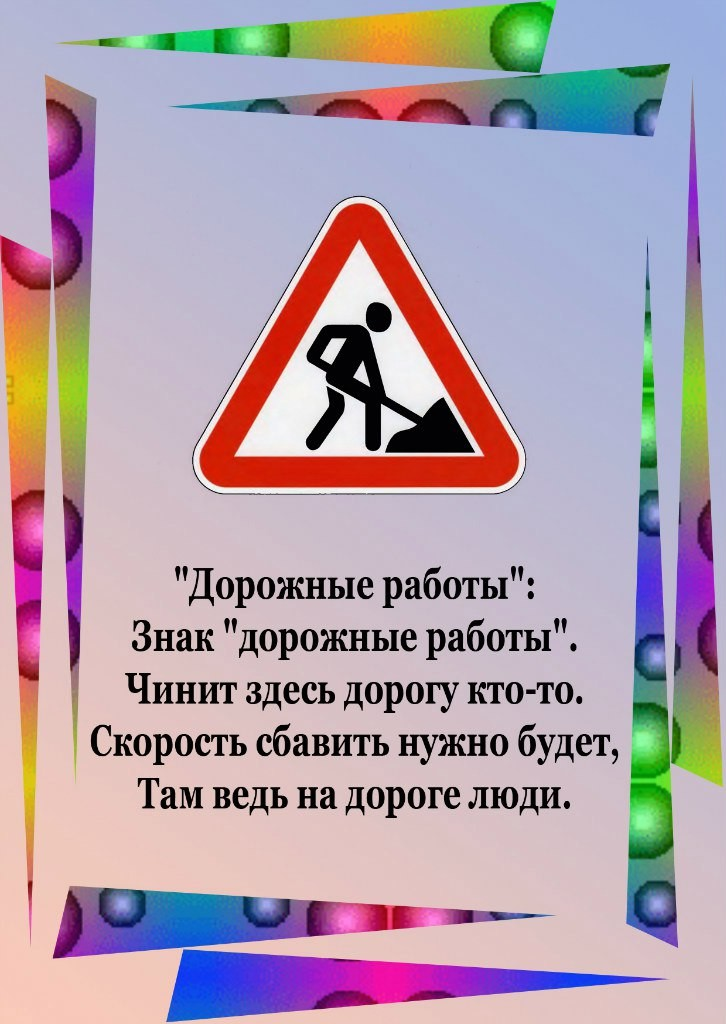 "Дорожные работы":
Знак "дорожные работы".
Чинит здесь дорогу кто-то.
Скорость сбавить нужно будет,
Там ведь на дороге люди.